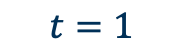 t = 1